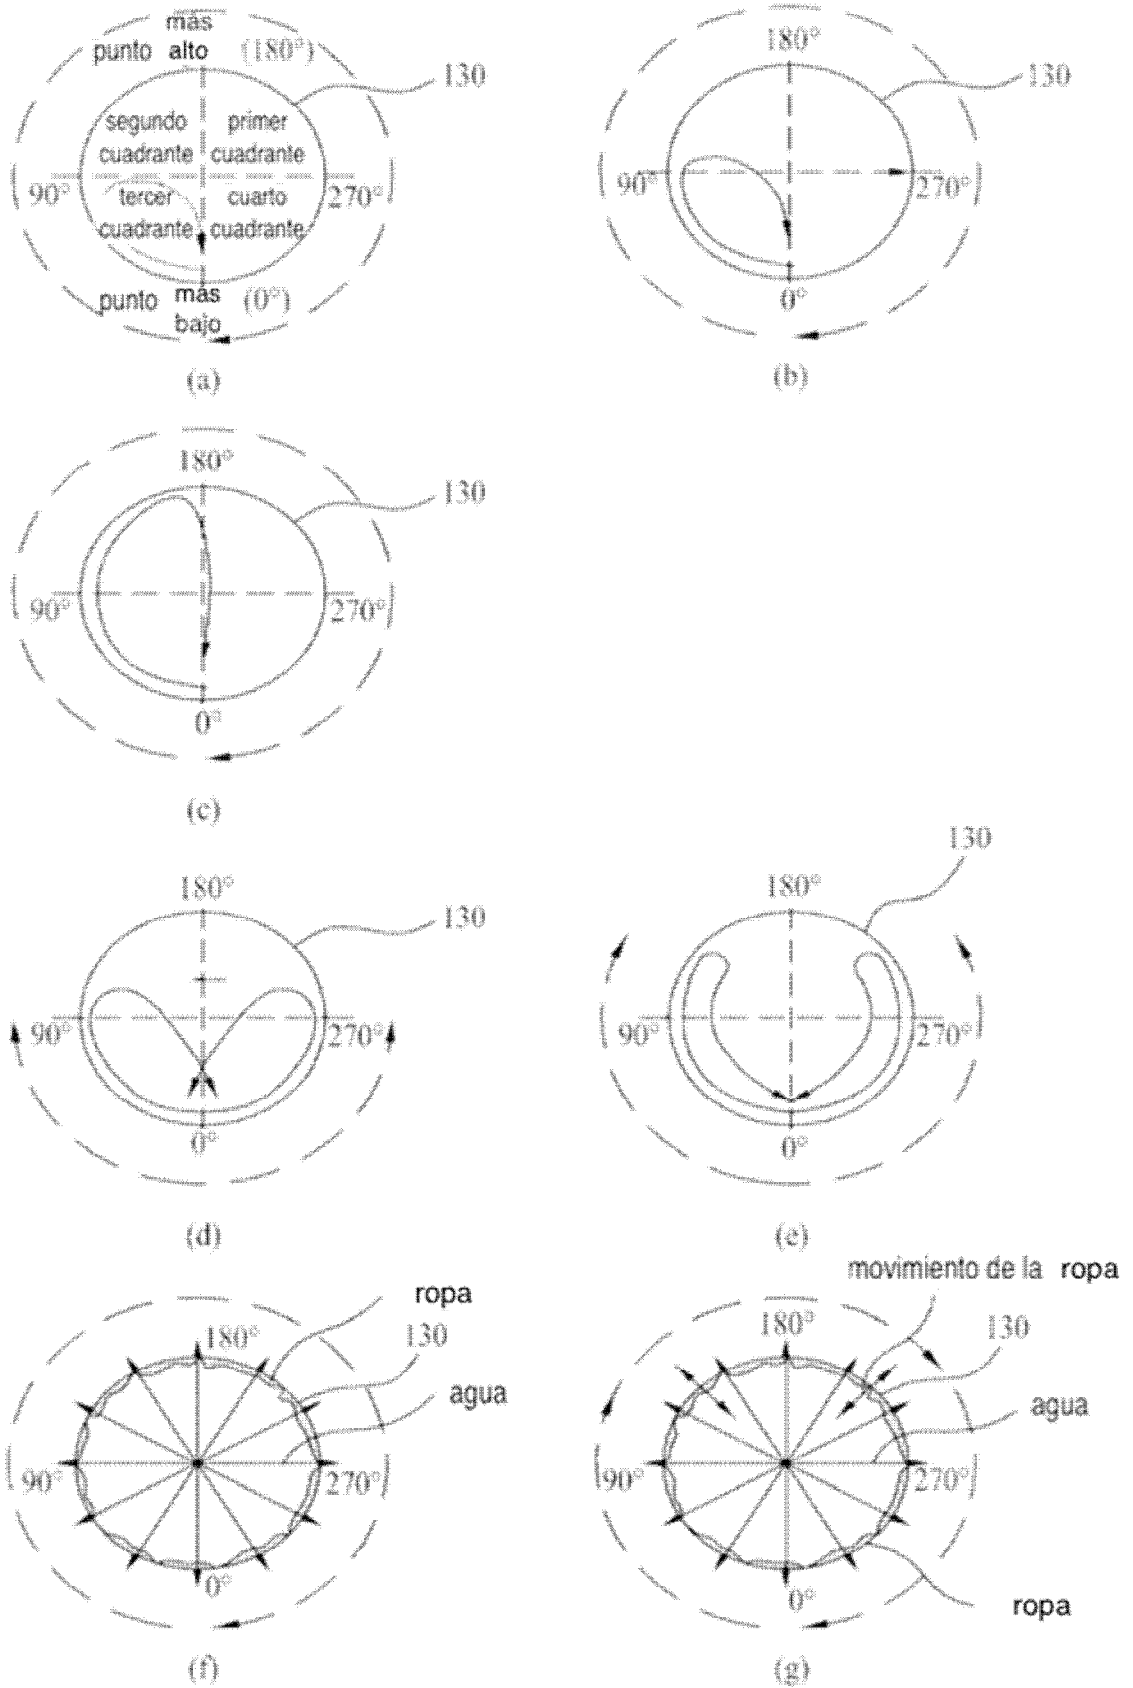 más
punto alto (180°)
130
segundo primer
cuadrante cuadrante
90° tercer cuarto 270°
cuadrante cuadrante
punto más (0°)
bajo
(a)
180°
130
90° 270°
0°
(b)
180°
130
90° 270°
0°
(c)
180°
130
90° 270°
0°
(d)
130
180°
90° 270°
0°
(e)
ropa
180° 130
agua
90° 270°
0°
(f)
movimiento de la ropa
180° 130
agua
90° 270°
0°
ropa
(g)